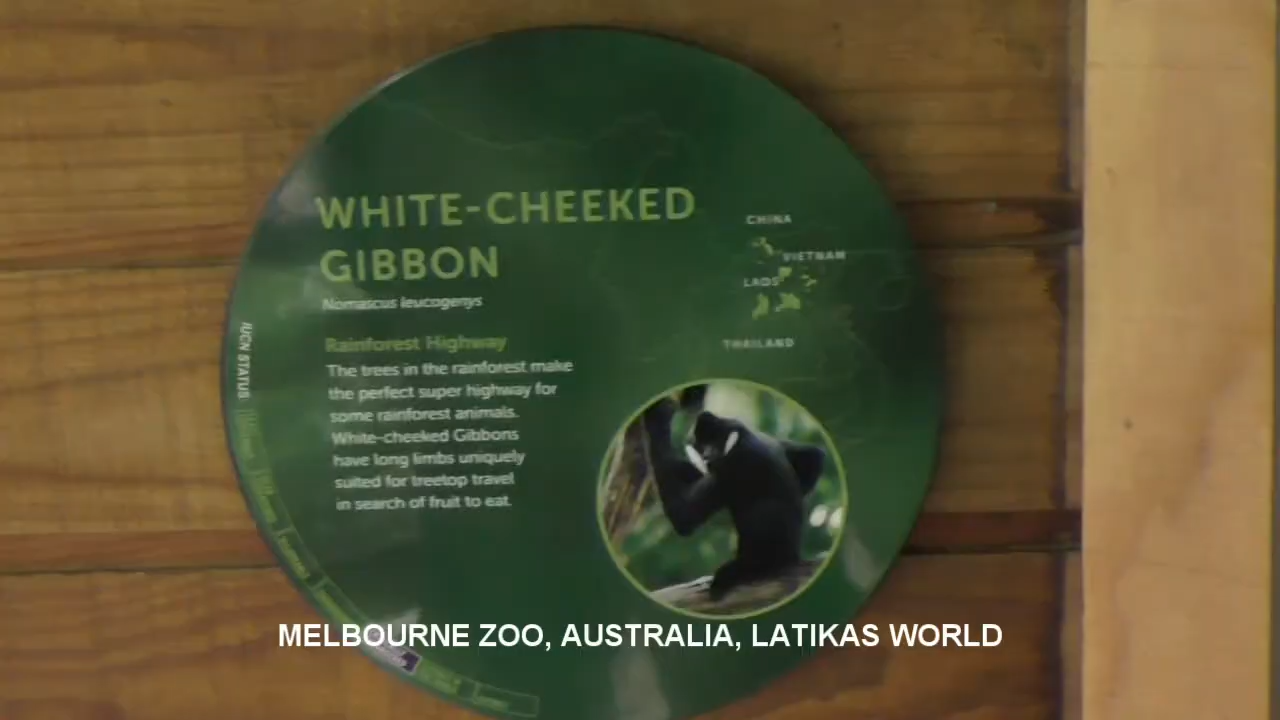 WHITE-CHEEKED
GIBBON
Nomascus leucogenys
Rainforest Highway
The trees in the rainforest make
the perfect super highway for
some rainforest animals.
White-cheeked Gibbons
have long limbs uniquely
suited for treetop travel
in search of fruit to eat.
CHINA
VIETNAM
LAOS
THAILAND
IUCN STATUS
MELBOURNE ZOO, AUSTRALIA, LATIKAS WORLD